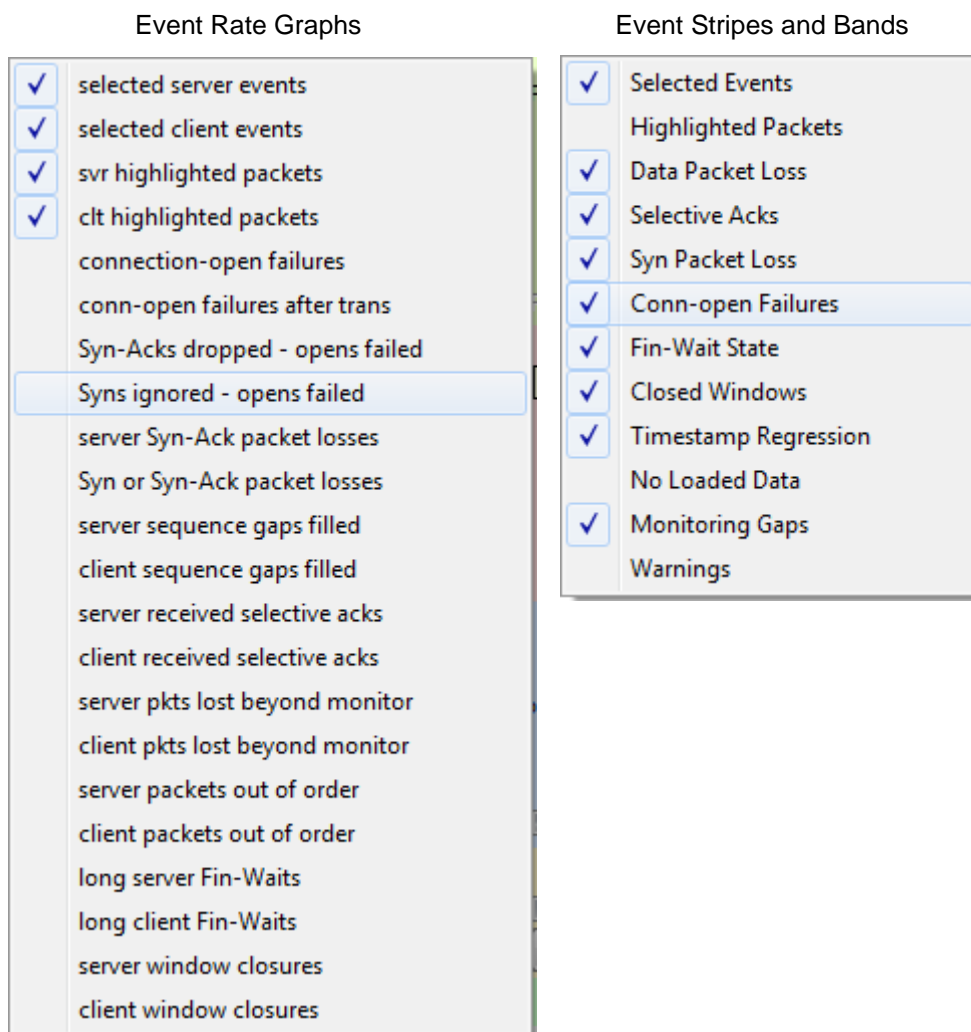 Event Rate Graphs
selected server events
selected client events
svr highlighted packets
clt highlighted packets
connection-open failures
conn-open failures after trans
Syn-Acks dropped - opens failed
Syns ignored - opens failed
server Syn-Ack packet losses
Syn or Syn-Ack packet losses
server sequence gaps filled
client sequence gaps filled
server received selective acks
client received selective acks
server pkts lost beyond monitor
client pkts lost beyond monitor
server packets out of order
client packets out of order
long server Fin-Waits
long client Fin-Waits
server window closures
client window closures
Event Stripes and Bands
Selected Events
Highlighted Packets
Data Packet Loss
Selective Acks
Syn Packet Loss
Conn-open Failures
Fin-Wait State
Closed Windows
Timestamp Regression
No Loaded Data
Monitoring Gaps
Warnings